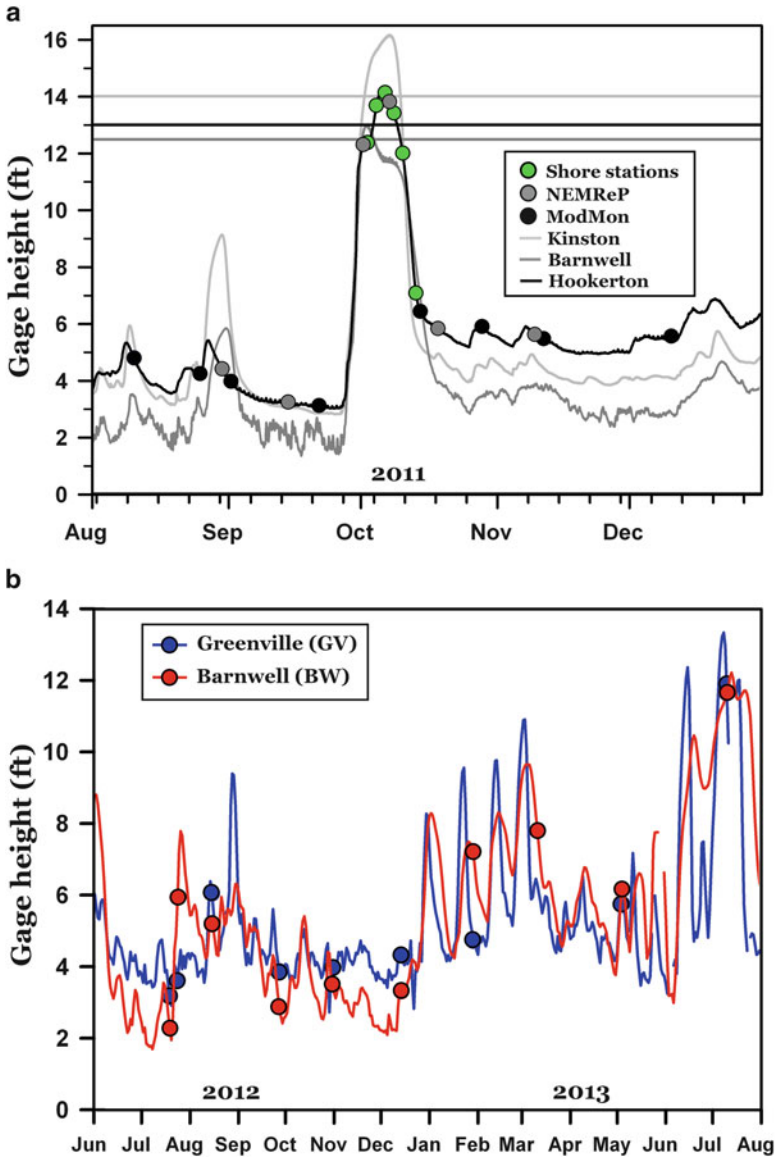 a
Gage height (ft)
16
14
12
10
8
6
4
2
0
Shore stations
NEMReP
ModMon
Kinston
Barnwell
Hookerton
2011
Aug Sep Oct Nov Dec
b
Gage height (ft)
14
12
10
8
6
4
2
0
Greenville (GV)
Barnwell (BW)
2012 2013
Jun Jul Aug Sep Oct Nov Dec Jan Feb Mar Apr May Jun Jul Aug